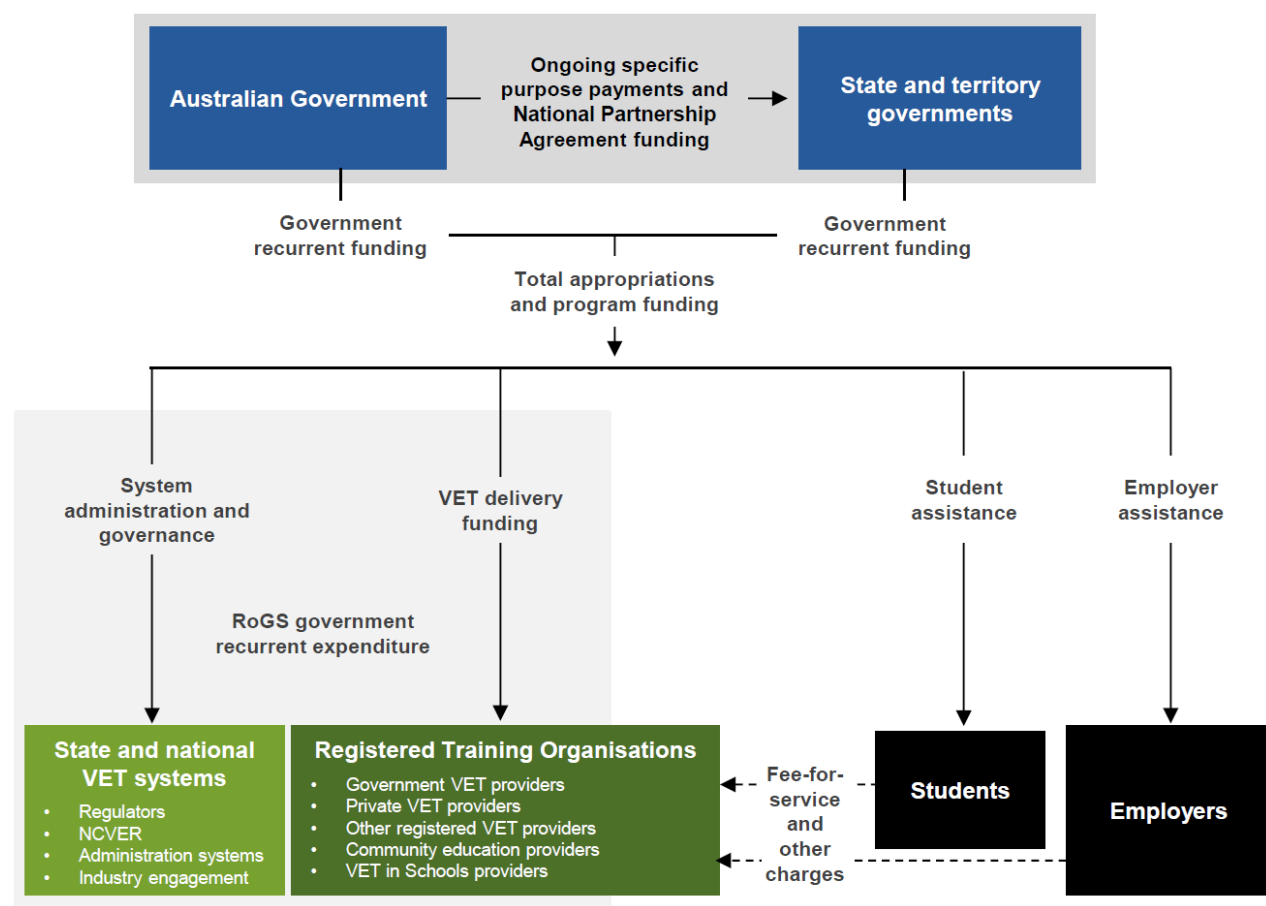 Australian Government
Ongoing specific
purpose payments and
National Partnership
Agreement funding
State and territory
governments
Government
recurrent funding
Government
recurrent funding
Total appropriations
and program funding
System
administration and
governance
VET delivery
funding
Student
assistance
Employer
assistance
RoGS government
recurrent expenditure
State and national
VET systems
• Regulators
• NCVER
• Administration systems
• Industry engagement
Registered Training Organisations
• Government VET providers
• Private VET providers
• Other registered VET providers
• Community education providers
• VET in Schools providers
Fee-for-
service
and
other
charges
Students
Employers